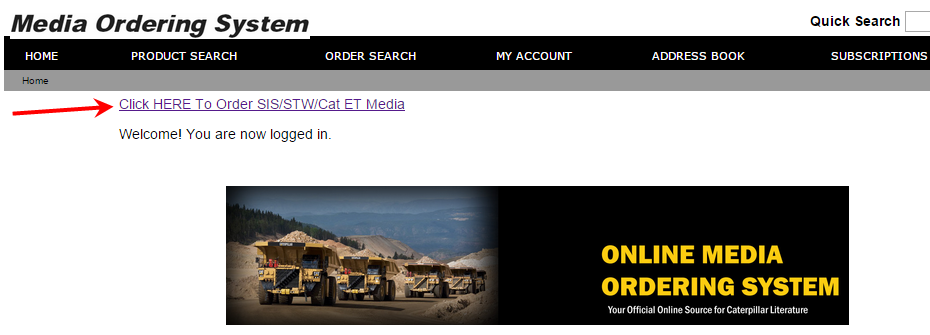 Media Ordering System
Quick Search
HOME PRODUCT SEARCH ORDER SEARCH MY ACCOUNT ADDRESS BOOK SUBSCRIPTIONS
Home
Click HERE To Order SIS/STW/Cat ET Media
Welcome! You are now logged in.
ONLINE MEDIA
ORDERING SYSTEM
Your Official Online Source for Caterpillar Literature